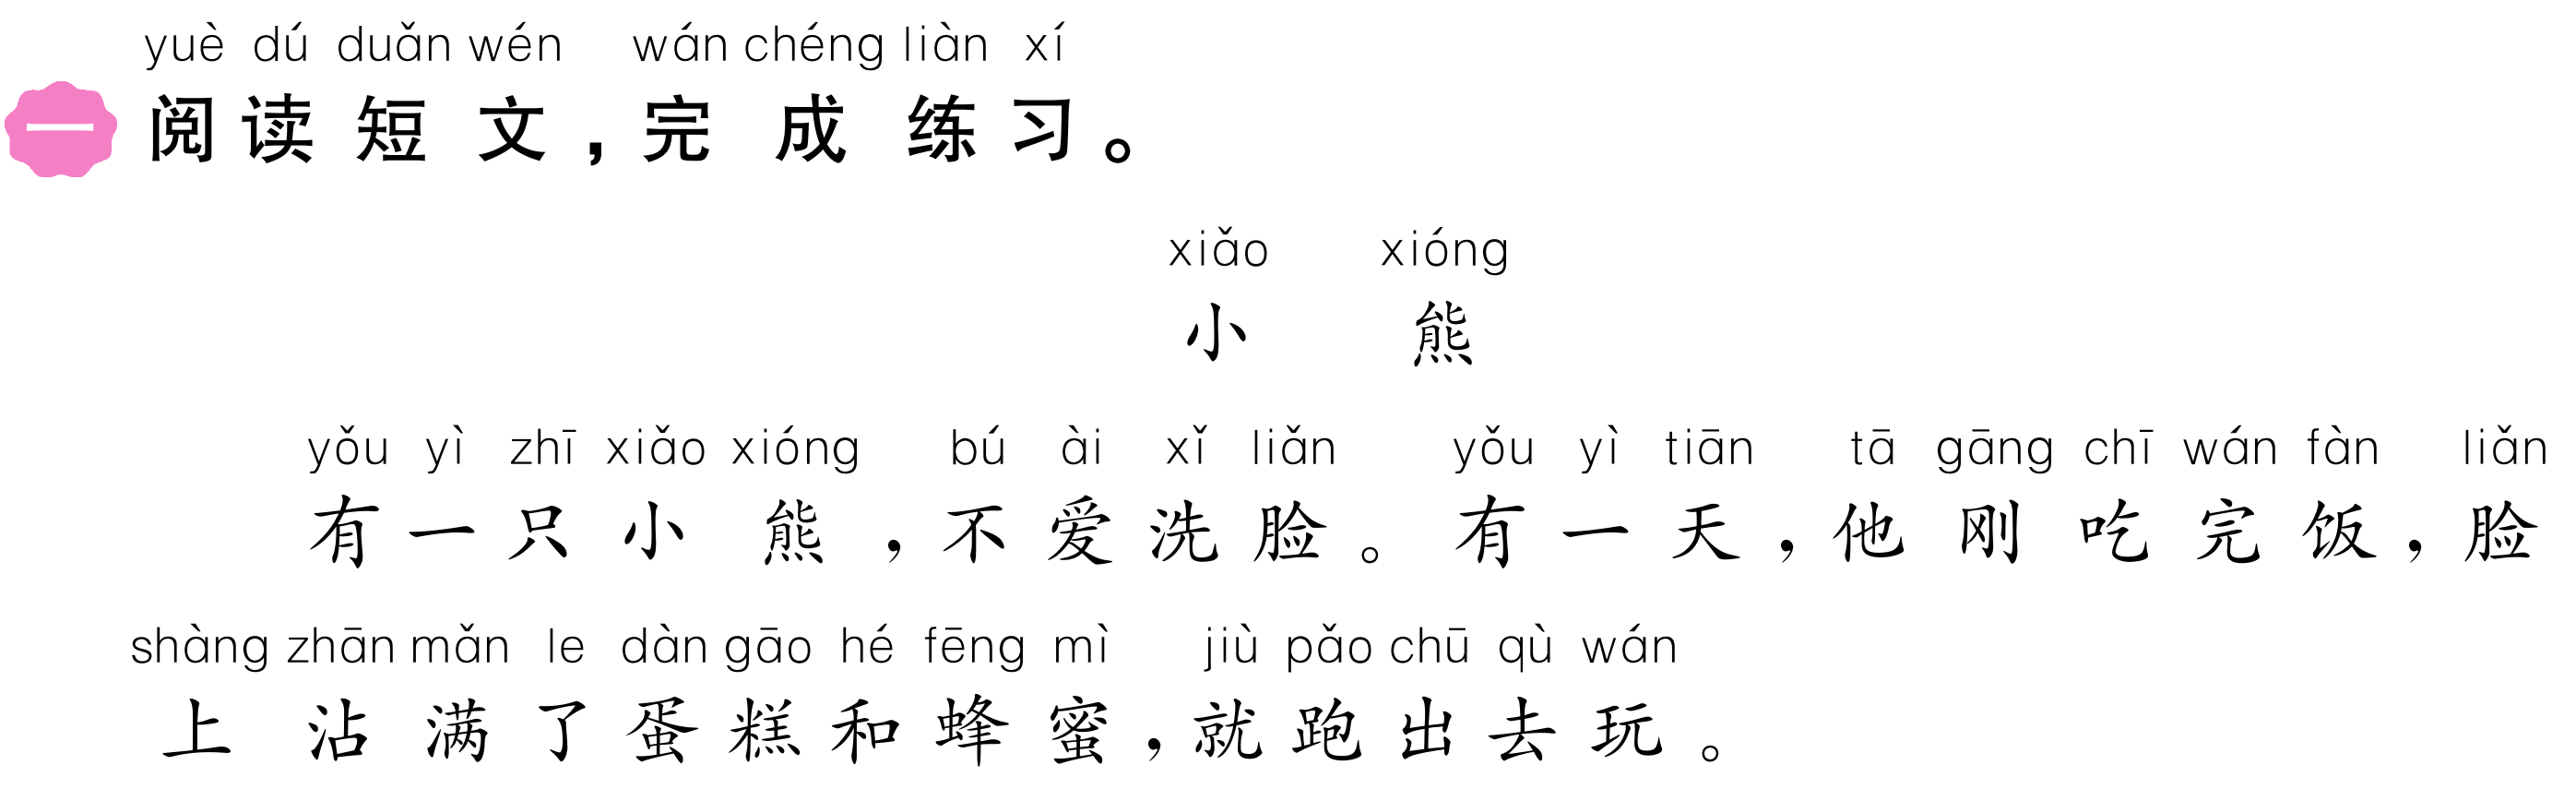 yuè dú duǎn wén wán chéng liàn xí
一 阅读短文,完成练习。
xiǎo xióng
小熊
yǒu yì zhī xiǎo xióng bú ài xǐ liǎn yǒu yì tiān tā gāng chī wán fàn liǎn
有一只小熊,不爱洗脸。有一天,他刚吃完饭,脸
shàng zhān mǎn le dàn gāo hé fēng mì jiù pǎo chū qù wán
上沾满了蛋糕和蜂蜜,就跑出去玩。